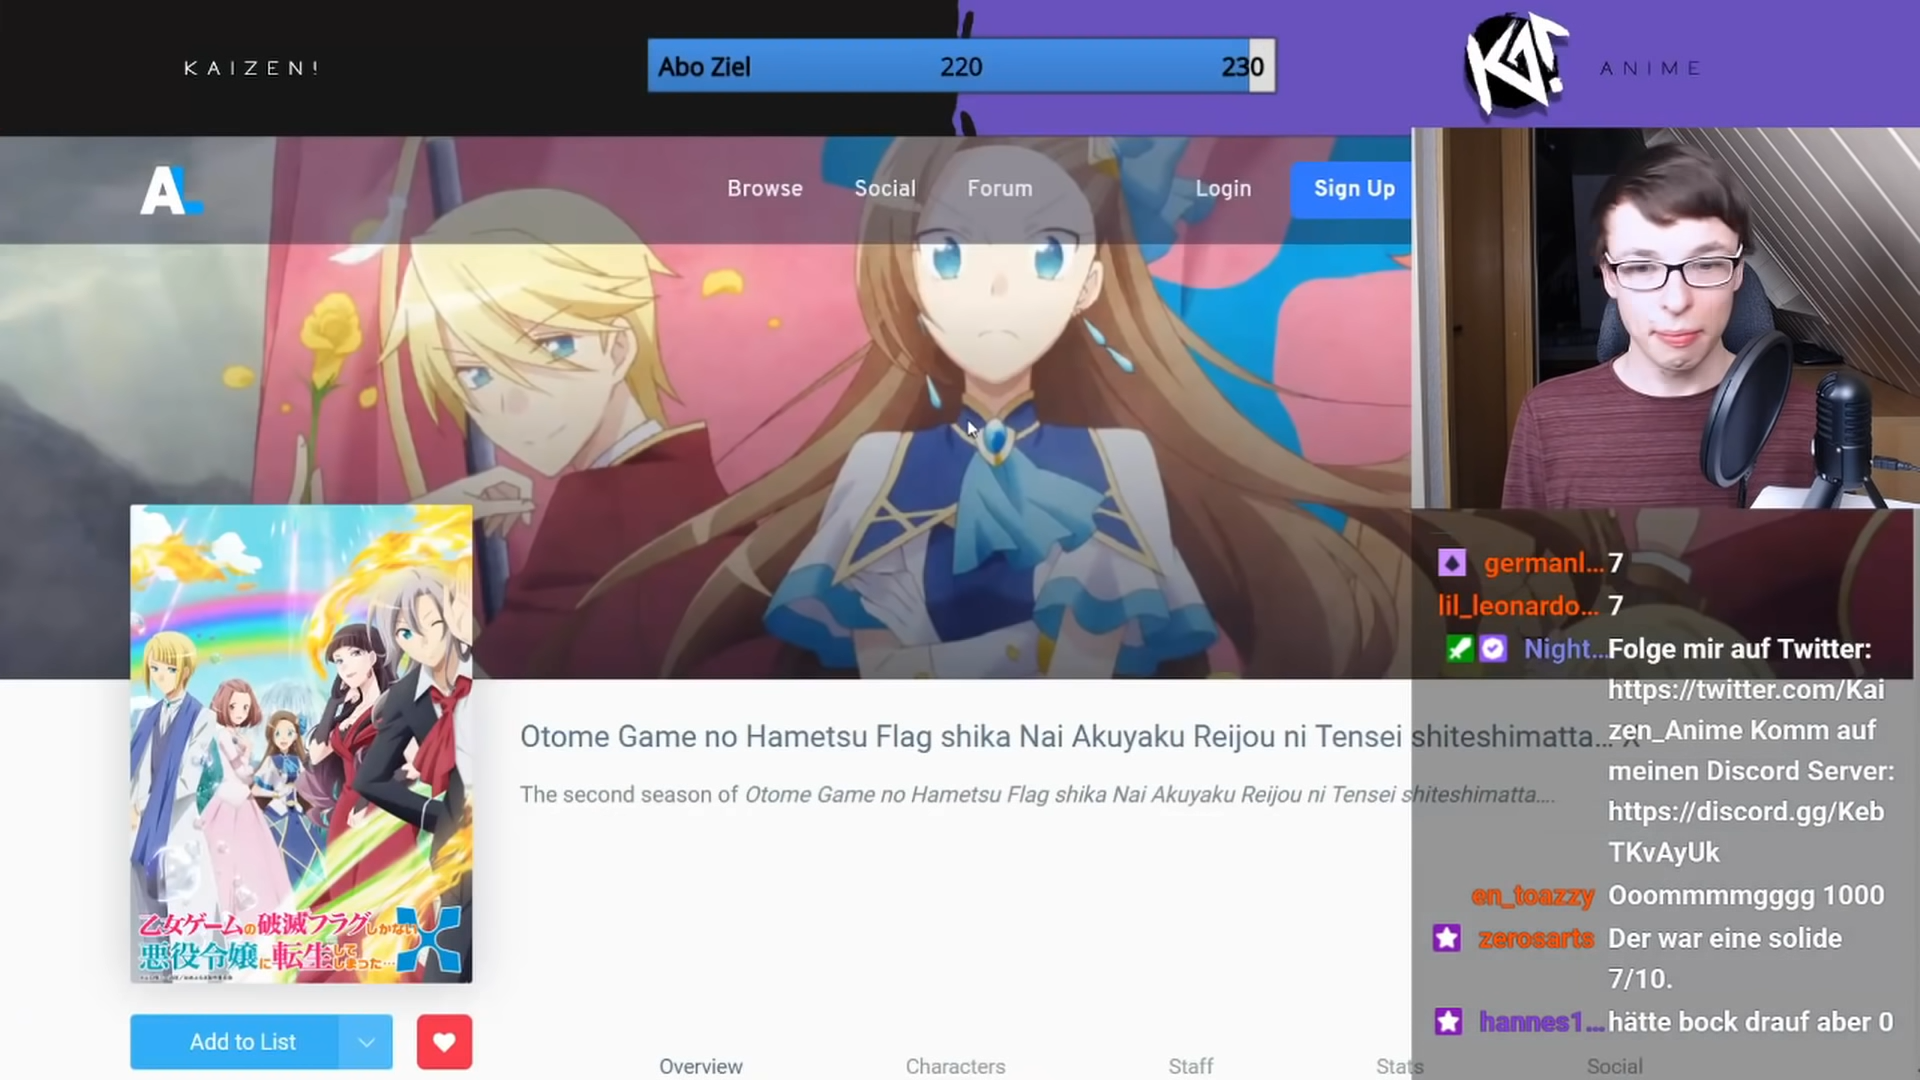 KAIZEN!
Abo Ziel 220 230
KA!
ANIME
AL
Browse Social Forum Login Sign Up
germanl... 7
lil_leonardo... 7
Night... Folge mir auf Twitter:
https://twitter.com/Kai
zen_Anime Komm auf
meinen Discord Server:
https://discord.gg/Keb
TKvAyUk
en_toazzy Ooommmmgggg 1000
zerosarts Der war eine solide
7/10.
hannes1... hätte bock drauf aber 0
Otome Game no Hametsu Flag shika Nai Akuyaku Reijou ni Tensei shiteshimatta... X
The second season of Otome Game no Hametsu Flag shika Nai Akuyaku Reijou ni Tensei shiteshimatta....
乙女ゲームの破滅フラグしかない
悪役令嬢に転生してしまった… X
Add to List
Overview Characters Staff Stats Social